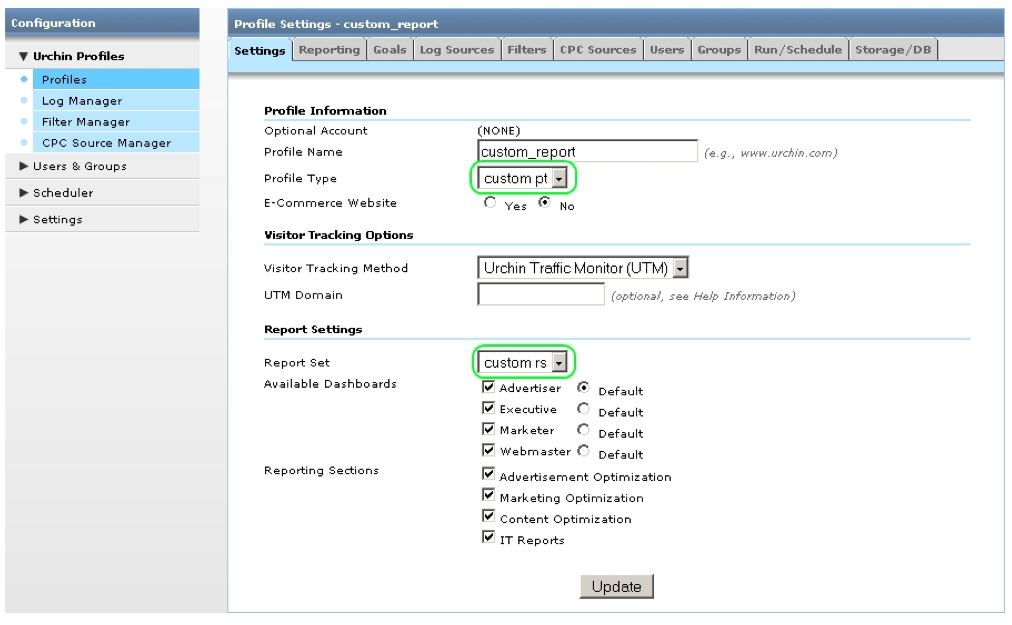 Configuration
Urchin Profiles
Profiles
Log Manager
Filter Manager
CPC Source Manager
Users & Groups
Scheduler
Settings
Profile Settings - custom_report
Settings Reporting Goals Log Sources Filters CPC Sources Users Groups Run/Schedule Storage/DB
Profile Information
Optional Account (NONE)
Profile Name custom_report (e.g., www.urchin.com)
Profile Type custom pt
E-Commerce Website Yes No
Visitor Tracking Options
Visitor Tracking Method Urchin Traffic Monitor (UTM)
UTM Domain (optional, see Help Information)
Report Settings
Report Set custom rs
Available Dashboards Advertiser Default
Executive Default
Marketer Default
Webmaster Default
Reporting Sections Advertisement Optimization
Marketing Optimization
Content Optimization
IT Reports
Update